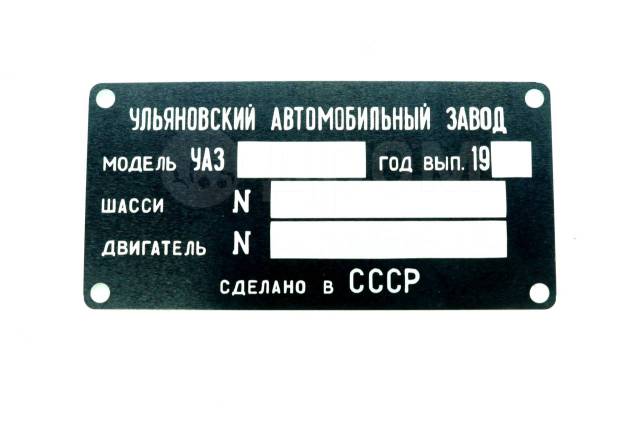 УЛЬЯНОВСКИЙ АВТОМОБИЛЬНЫЙ ЗАВОД
МОДЕЛЬ УАЗ ГОД ВЫП. 19
ШАССИ N
ДВИГАТЕЛЬ N
СДЕЛАНО В СССР